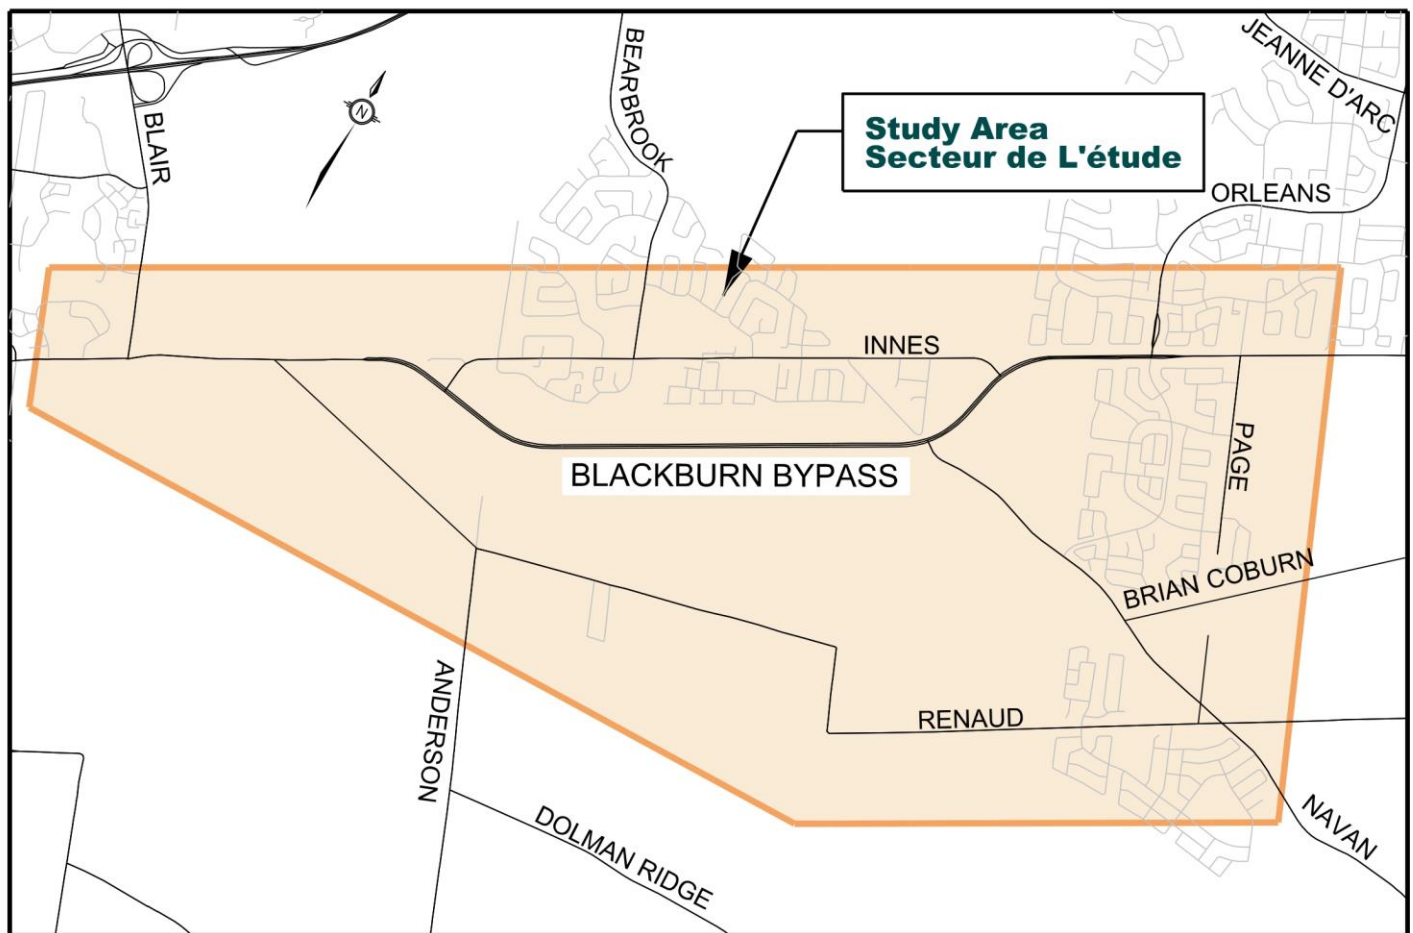 BEARBROOK
JEANNE D'ARC
N
BLAIR
Study Area
Secteur de L'étude
ORLEANS
INNES
PAGE
BLACKBURN BYPASS
BRIAN COBURN
ANDERSON
RENAUD
NAVAN
DOLMAN RIDGE